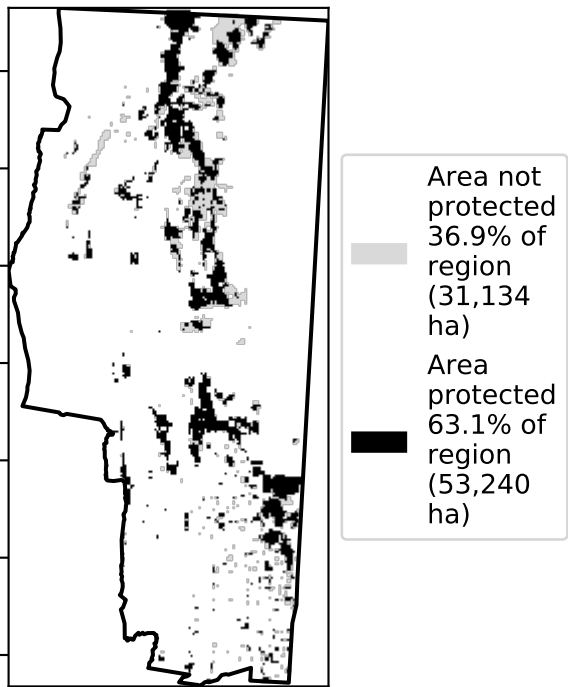 Area not
protected
36.9% of
region
(31,134
ha)
Area
protected
63.1% of
region
(53,240
ha)